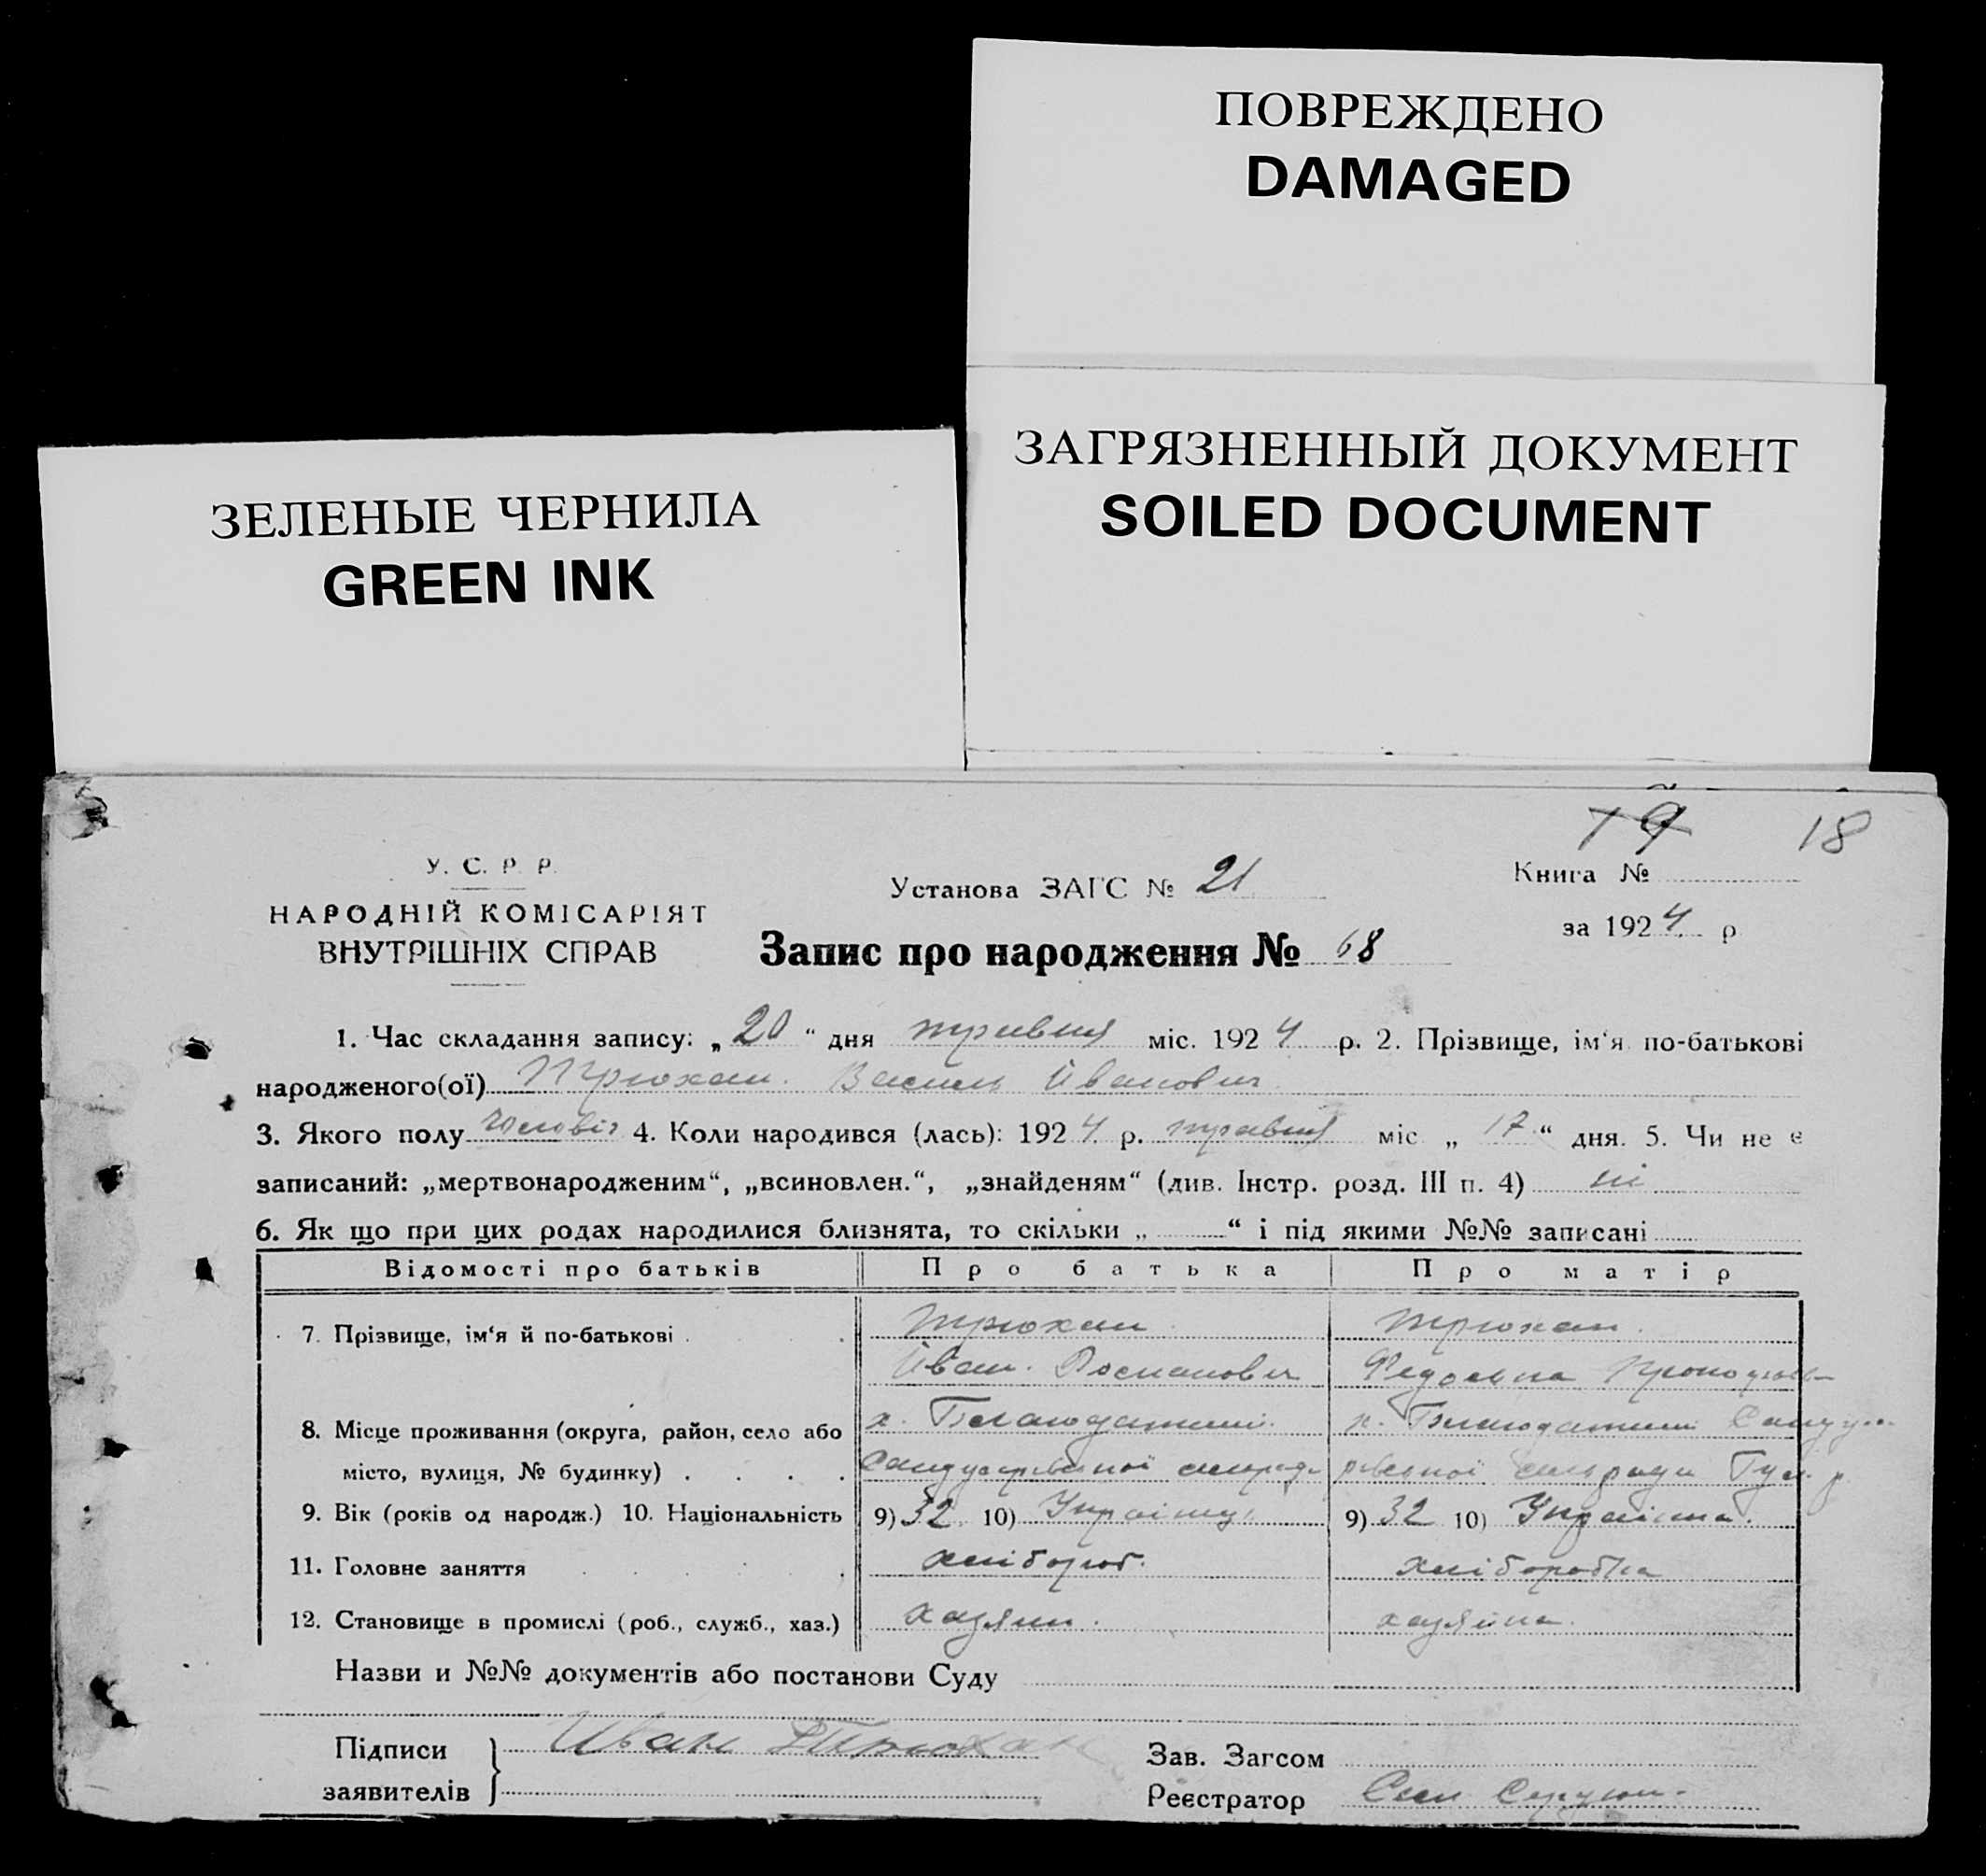 ПОВРЕЖДЕНО
DAMAGED
ЗАГРЯЗНЕННЫЙ ДОКУМЕНТ
SOILED DOCUMENT
ЗЕЛЕНЫЕ ЧЕРНИЛА
GREEN INK
19 18
У. С. Р. Р.
НАРОДНІЙ КОМІСАРІЯТ
ВНУТРІШНІХ СПРАВ
Установа ЗАГС № 21
Книга №
за 1924 р
Запис про народження № 68
1. Час складання запису: „20“ дня травня міс. 1924 р. 2. Прізвище, ім‘я по-батькові
народженого(ої) Трюхан. Василь Іванович
3. Якого полу чоловіч 4. Коли народився (лась): 1924 р. травня міс „17“ дня. 5. Чи не є
записаний: „мертвонародженим“, „всиновлен.“, „знайденям“ (див. Інстр. розд. III п. 4) ні
6. Як що при цих родах народилися близнята, то скільки „ “ і під якими №№ записані
Відомості про батьків Про батька Про матір
7. Прізвище, ім‘я й по-батькові Трюхан Трюхан.
Іван.
8. Місце проживання (округа, район, село або х. х.
місто, вулиця, № будинку)
9. Вік (років од народж.) 10. Національність 9) 32 10) Українець 9) 32 10) Українка.
11. Головне заняття хлібороб. хліборобка
12. Становище в промислі (роб., служб., хаз.) хазяин. хазяйка.
Назви и №№ документів або постанови Суду
Підписи заявителів Иван Трюхан
Зав. Загсом
Реєстратор